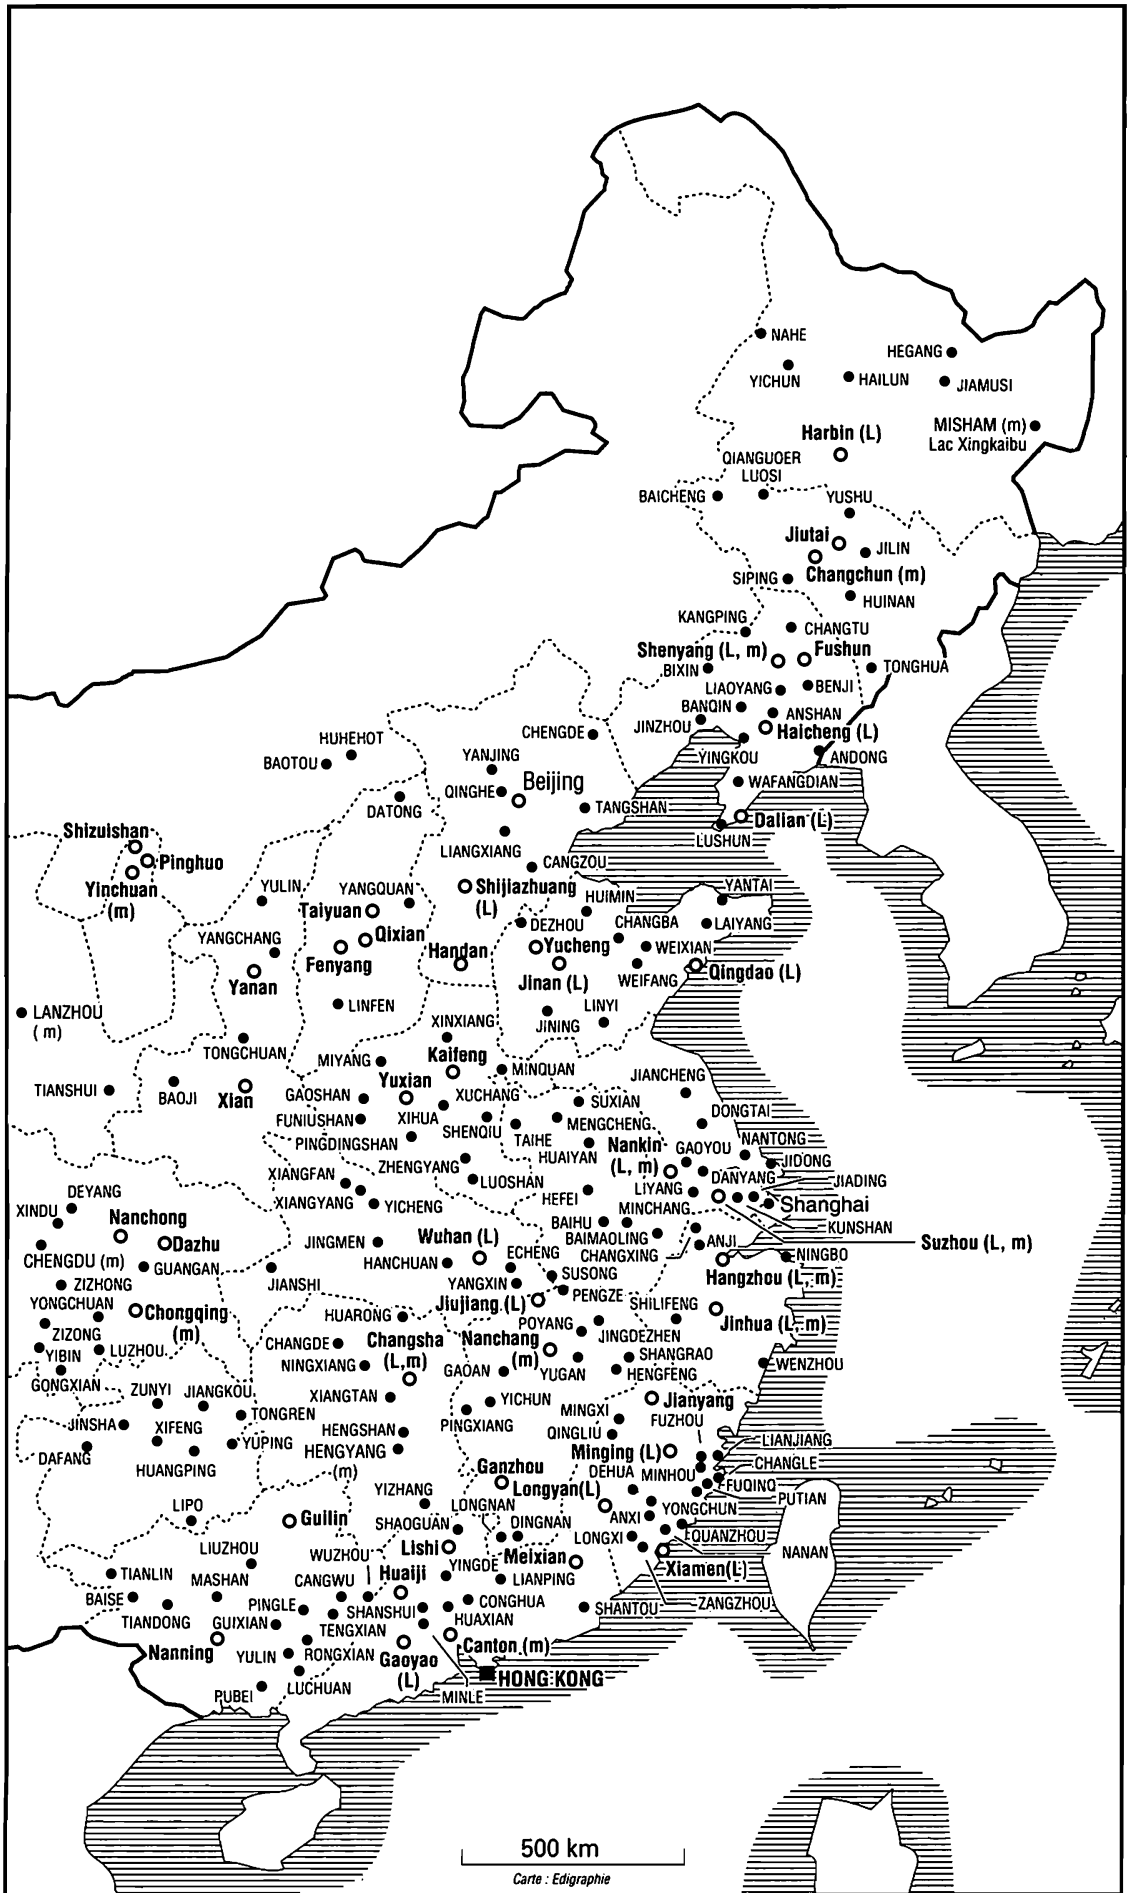 NAHE
HEGANG
YICHUN
HAILUN
JIAMUSI
MISHAM (m)
Lac Xingkaibu
Harbin (L)
QIANGUOER
LUOSI
BAICHENG
YUSHU
Jiutai
JILIN
Changchun (m)
SIPING
HUINAN
KANGPING
CHANGTU
Shenyang (L, m)
Fushun
BIXIN
TONGHUA
LIAOYANG
BENJI
BANQIN
ANSHAN
JINZHOU
Haicheng (L)
CHENGDE
YINGKOU
ANDONG
HUHEHOT
BAOTOU
YANJING
WAFANGDIAN
QINGHE
Beijing
DATONG
TANGSHAN
Dalian (L)
LUSHUN
Shizuishan
Pinghuo
Yinchuan
(m)
LIANGXIANG
CANGZOU
YULIN
YANGQUAN
Shijiazhuang
(L)
HUIMIN
YANTAI
Taiyuan
DEZHOU
CHANGBA
LAIYANG
YANGCHANG
Qixian
Fenyang
Handan
Yucheng
WEIXIAN
Yanan
Jinan (L)
WEIFANG
Qingdao (L)
LANZHOU
(m)
LINFEN
LINYI
JINING
XINXIANG
TONGCHUAN
MIYANG
Kaifeng
MINQUAN
JIANCHENG
TIANSHUI
BAOJI
Xian
GAOSHAN
Yuxian
XUCHANG
SUXIAN
DONGTAI
FUNIUSHAN
XIHUA
SHENQIU
MENGCHENG
PINGDINGSHAN
TAIHE
HUAIYAN
Nankin
(L, m)
GAOYOU
NANTONG
JIDONG
ZHENGYANG
XIANGFAN
LUOSHAN
DANYANG
JIADING
DEYANG
XIANGYANG
YICHENG
HEFEI
LIYANG
Shanghai
XINDU
Nanchong
MINCHANG
KUNSHAN
BAIHU
BAIMAOLING
Dazhu
JINGMEN
Wuhan (L)
ECHENG
CHANGXING
ANJI
Suzhou (L, m)
CHENGDU (m)
GUANGAN
HANCHUAN
NINGBO
ZIZHONG
JIANSHI
YANGXIN
SUSONG
Hangzhou (L, m)
YONGCHUAN
Chongqing
(m)
Jiujiang (L)
PENGZE
SHILIFENG
HUARONG
POYANG
Jinhua (L, m)
ZIZONG
CHANGDE
Changsha
(L,m)
Nanchang
(m)
JINGDEZHEN
YIBIN
LUZHOU
NINGXIANG
SHANGRAO
WENZHOU
GONGXIAN
GAOAN
YUGAN
HENGFENG
ZUNYI
JIANGKOU
XIANGTAN
YICHUN
Jianyang
TONGREN
PINGXIANG
MINGXI
FUZHOU
JINSHA
XIFENG
HENGSHAN
QINGLIU
LIANJIANG
YUPING
HENGYANG
(m)
Minging (L)
CHANGLE
DAFANG
HUANGPING
Ganzhou
DEHUA
MINHOU
FUQINQ
Longyan(L)
PUTIAN
YIZHANG
LONGNAN
YONGCHUN
LIPO
Guilin
SHAOGUAN
DINGNAN
ANXI
QUANZHOU
LONGXI
LIUZHOU
WUZHOU
Lishi
Meixian
NANAN
YINGDE
Xiamen(L)
TIANLIN
MASHAN
CANGWU
Huaiji
LIANPING
BAISE
PINGLE
CONGHUA
SHANTOU
ZANGZHOU
TIANDONG
GUIXIAN
SHANSHUI
HUAXIAN
TENGXIAN
Nanning
YULIN
RONGXIAN
Gaoyao
(L)
Canton (m)
HONG KONG
LUCHUAN
PUBEI
MINLE
500 km
Carte : Edigraphie